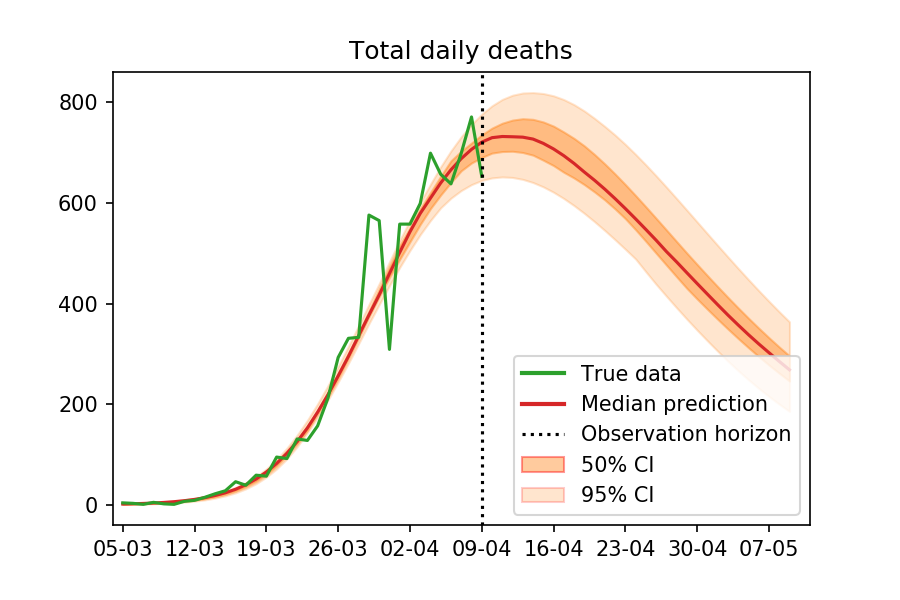 Total daily deaths
800
600
400
200
0
True data
Median prediction
Observation horizon
50% CI
95% CI
05-03 12-03 19-03 26-03 02-04 09-04 16-04 23-04 30-04 07-05